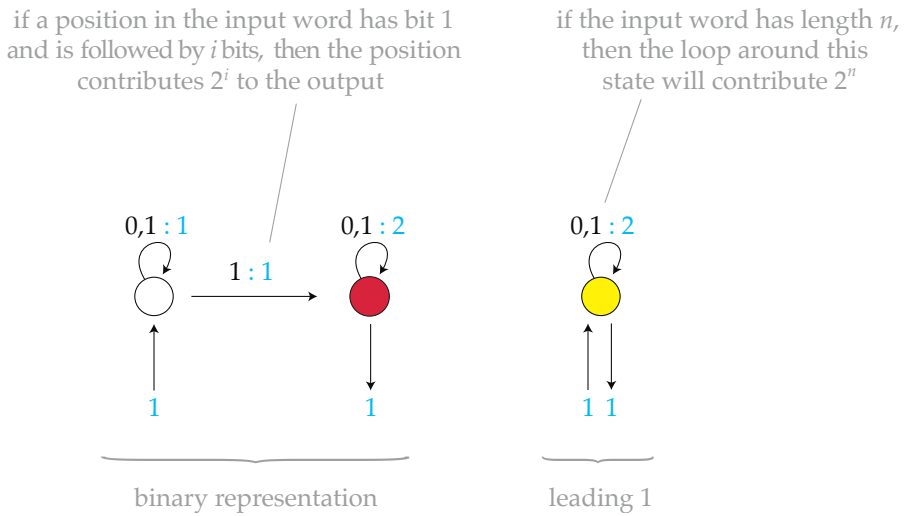 if a position in the input word has bit 1
and is followed by i bits, then the position
contributes 2^i to the output
if the input word has length n,
then the loop around this
state will contribute 2^n
0,1 : 1
0,1 : 2
0,1 : 2
1 : 1
1
1
1 1
binary representation
leading 1